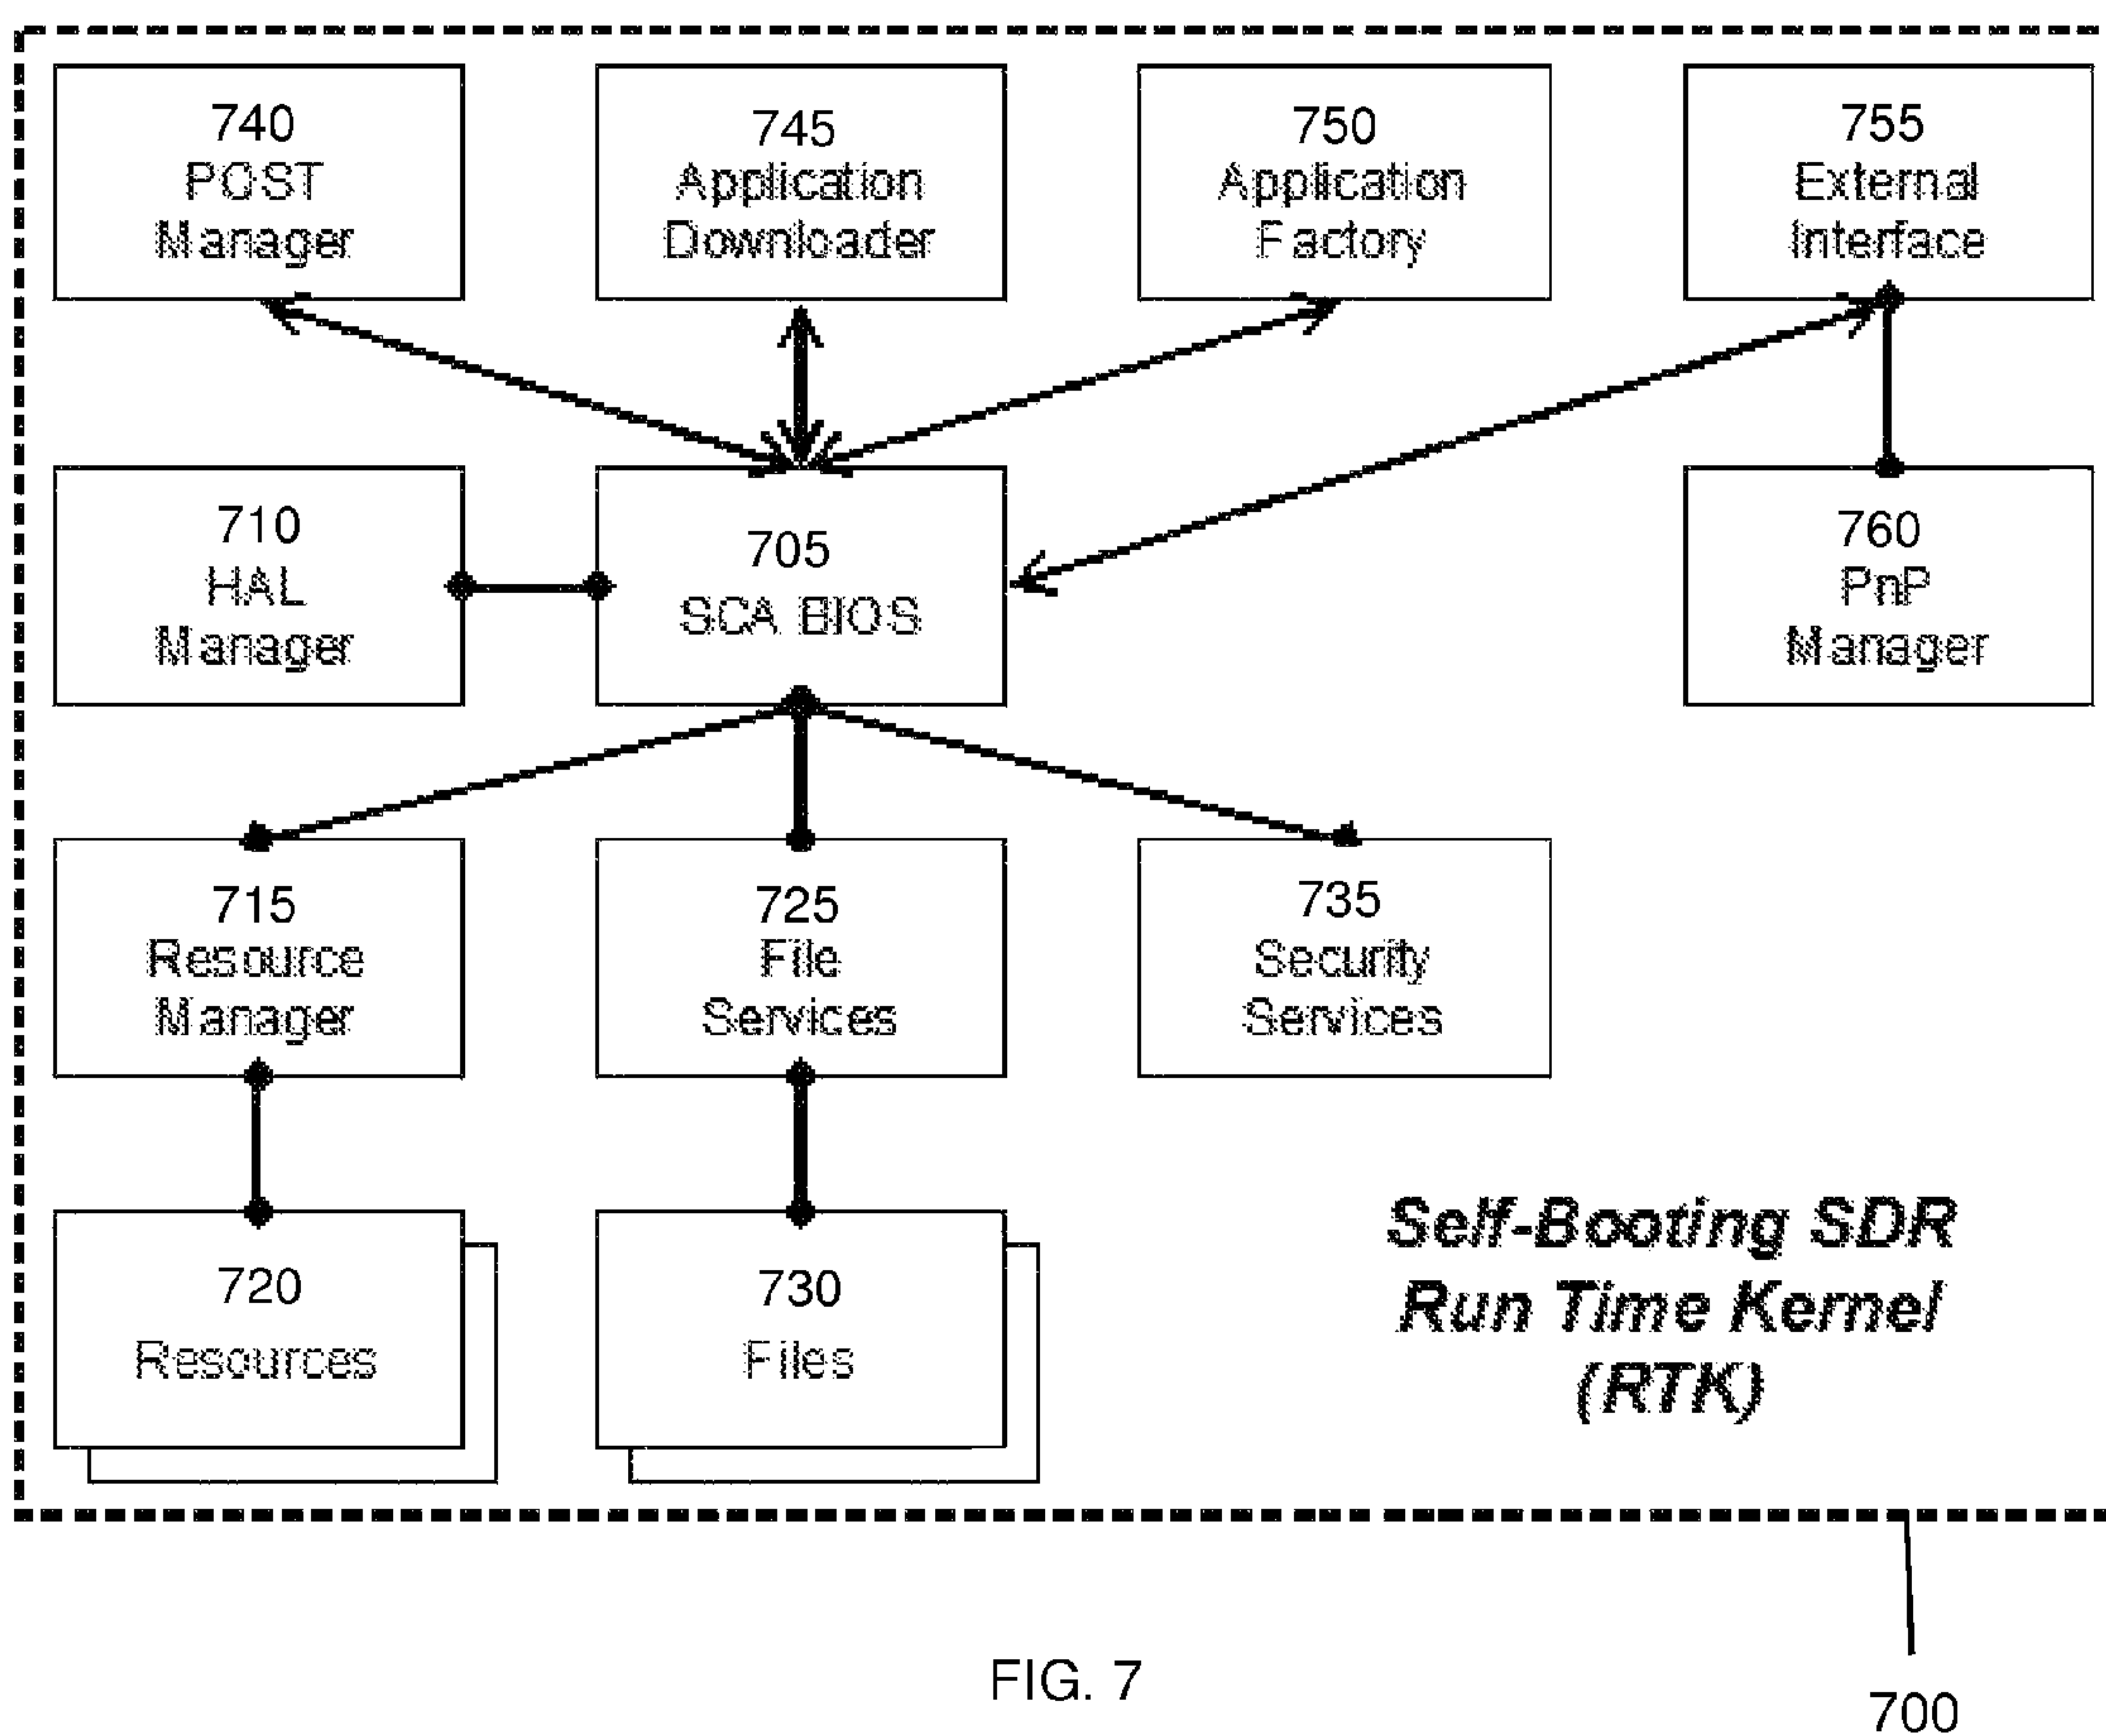 740
POST
Manager
745
Application
Downloader
750
Application
Factory
755
External
Interface
710
HAL
Manager
705
SCA BIOS
760
PnP
Manager
715
Resource
Manager
725
File
Services
735
Security
Services
720
Resources
730
Files
Self-Booting SDR
Run Time Kernel
(RTK)
FIG. 7
700